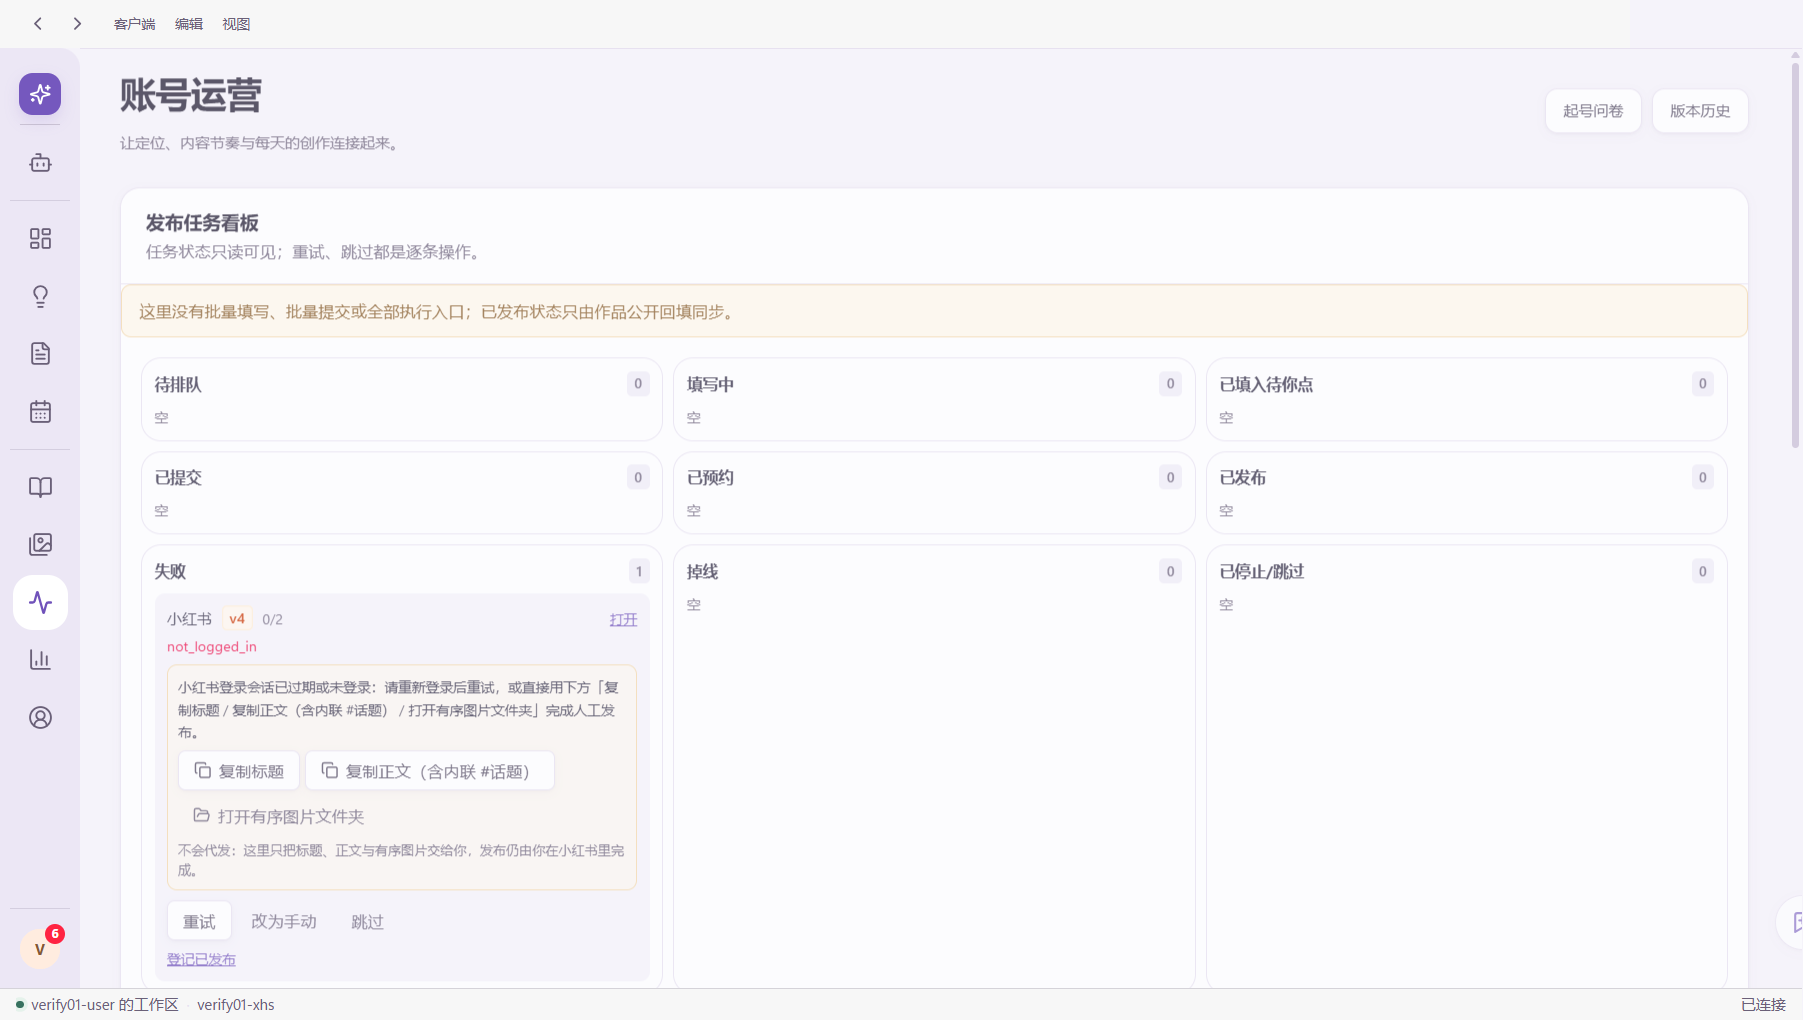 客户端 编辑 视图
账号运营
让定位、内容节奏与每天的创作连接起来。
起号问卷 版本历史
发布任务看板
任务状态只读可见；重试、跳过都是逐条操作。
这里没有批量填写、批量提交或全部执行入口；已发布状态只由作品公开回填同步。
待排队 0
空
填写中 0
空
已填入待你点 0
空
已提交 0
空
已预约 0
空
已发布 0
空
失败 1
小红书 v4 0/2 打开
not_logged_in
小红书登录会话已过期或未登录：请重新登录后重试，或直接用下方「复
制标题 / 复制正文（含内联 #话题） / 打开有序图片文件夹」完成人工发
布。
复制标题 复制正文（含内联 #话题）
打开有序图片文件夹
不会代发：这里只把标题、正文与有序图片交给你，发布仍由你在小红书里完
成。
重试 改为手动 跳过
登记已发布
掉线 0
空
已停止/跳过 0
空
6
V
verify01-user 的工作区 · verify01-xhs
已连接